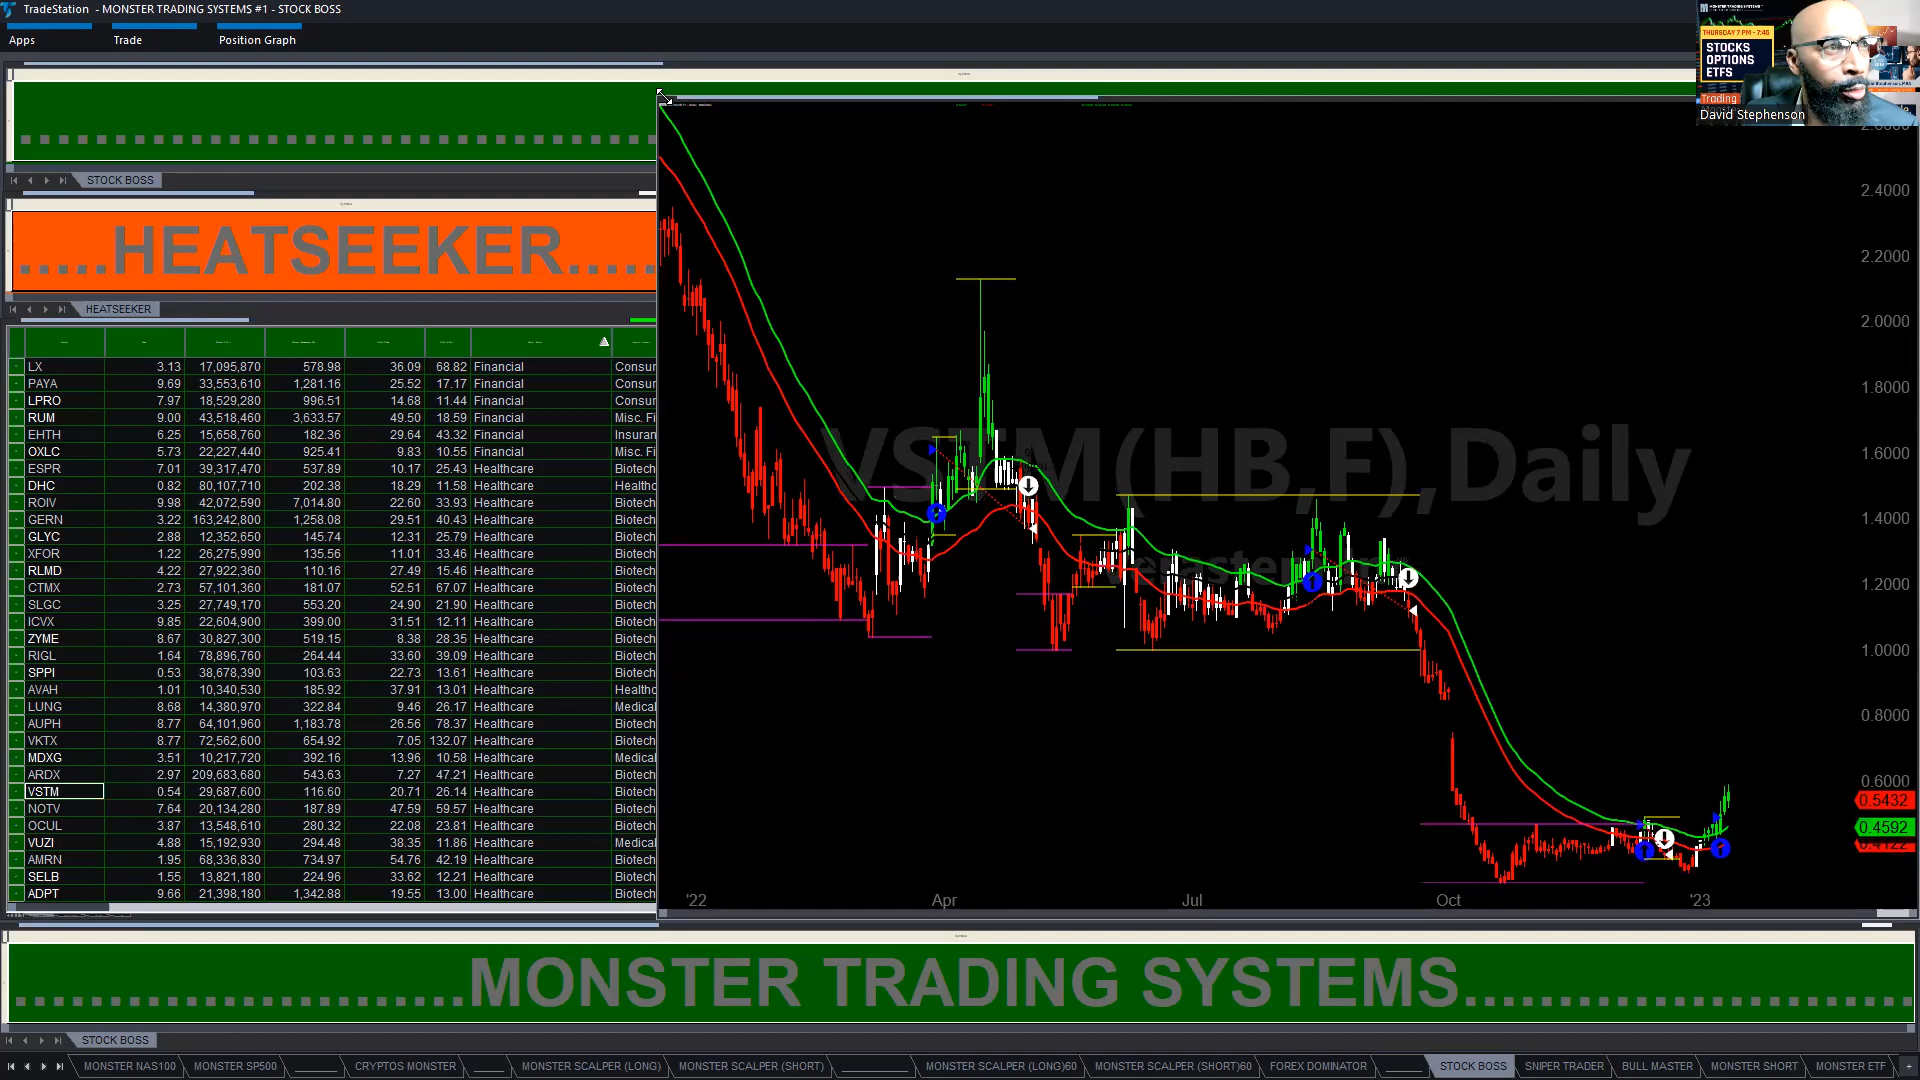 TradeStation - MONSTER TRADING SYSTEMS #1 - STOCK BOSS
Apps Trade Position Graph
MONSTER TRADING SYSTEMS
THURSDAY 7 PM - 7:45
STOCKS
OPTIONS
ETFS
Trading
David Stephenson
STOCK BOSS
.....HEATSEEKER.....
HEATSEEKER
LX 3.13 17,095,870 578.98 36.09 68.82 Financial Consur
PAYA 9.69 33,553,610 1,281.16 25.52 17.17 Financial Consur
LPRO 7.97 18,529,280 996.51 14.68 11.44 Financial Consur
RUM 9.00 43,518,460 3,633.57 49.50 18.59 Financial Misc. Fi
EHTH 6.25 15,658,760 182.36 29.64 43.32 Financial Insuran
OXLC 5.73 22,227,440 925.41 9.83 10.55 Financial Misc. Fi
ESPR 7.01 39,317,470 537.89 10.17 25.43 Healthcare Biotech
DHC 0.82 80,107,710 202.38 18.29 11.58 Healthcare Healthc
ROIV 9.98 42,072,590 7,014.80 22.60 33.93 Healthcare Biotech
GERN 3.22 163,242,800 1,258.08 29.51 40.43 Healthcare Biotech
GLYC 2.88 12,352,650 145.74 12.31 25.79 Healthcare Biotech
XFOR 1.22 26,275,990 135.56 11.01 33.46 Healthcare Biotech
RLMD 4.22 27,922,360 110.16 27.49 15.46 Healthcare Biotech
CTMX 2.73 57,101,360 181.07 52.51 67.07 Healthcare Biotech
SLGC 3.25 27,749,170 553.20 24.90 21.90 Healthcare Biotech
ICVX 9.85 22,604,900 399.00 31.51 12.11 Healthcare Biotech
ZYME 8.67 30,827,300 519.15 8.38 28.35 Healthcare Biotech
RIGL 1.64 78,896,760 264.44 33.60 39.09 Healthcare Biotech
SPPI 0.53 38,678,390 103.63 22.73 13.61 Healthcare Biotech
AVAH 1.01 10,340,530 185.92 37.91 13.01 Healthcare Healthc
LUNG 8.68 14,380,970 322.84 9.46 26.17 Healthcare Medical
AUPH 8.77 64,101,960 1,183.78 26.56 78.37 Healthcare Biotech
VKTX 8.77 72,562,600 654.92 7.05 132.07 Healthcare Biotech
MDXG 3.51 10,217,720 392.16 13.96 10.58 Healthcare Medical
ARDX 2.97 209,683,680 543.63 7.27 47.21 Healthcare Biotech
VSTM 0.54 29,687,600 116.60 20.71 26.14 Healthcare Biotech
NOTV 7.64 20,134,280 187.89 47.59 59.57 Healthcare Biotech
OCUL 3.87 13,548,610 280.32 22.08 23.81 Healthcare Biotech
VUZI 4.88 15,192,930 294.48 38.35 11.86 Healthcare Medical
AMRN 1.95 68,336,830 734.97 54.76 42.19 Healthcare Biotech
SELB 1.55 13,821,180 224.96 33.62 12.21 Healthcare Biotech
ADPT 9.66 21,398,180 1,342.88 19.55 13.00 Healthcare Biotech
VSTM(HB,F),Daily
2.4000
2.2000
2.0000
1.8000
1.6000
1.4000
1.2000
1.0000
0.8000
0.6000
0.5432
0.4592
0.4122
'22 Apr Jul Oct '23
.......................MONSTER TRADING SYSTEMS.......................
STOCK BOSS
MONSTER NAS100 MONSTER SP500 ______ CRYPTOS MONSTER ____ MONSTER SCALPER (LONG) MONSTER SCALPER (SHORT) _________ MONSTER SCALPER (LONG)60 MONSTER SCALPER (SHORT)60 FOREX DOMINATOR _____ STOCK BOSS SNIPER TRADER BULL MASTER MONSTER SHORT MONSTER ETF +